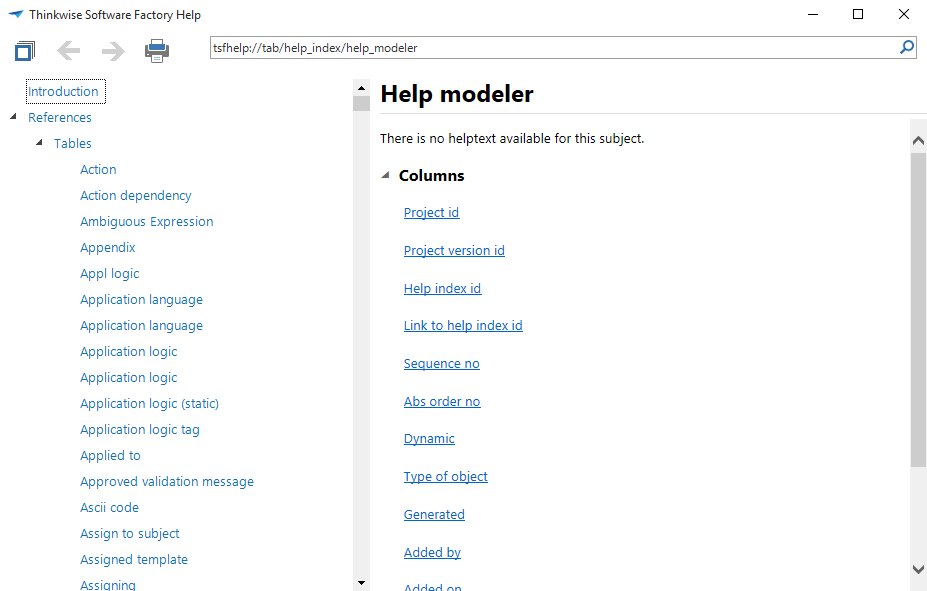 Thinkwise Software Factory Help
tsfhelp://tab/help_index/help_modeler
Introduction
References
Tables
Action
Action dependency
Ambiguous Expression
Appendix
Appl logic
Application language
Application language
Application logic
Application logic
Application logic (static)
Application logic tag
Applied to
Approved validation message
Ascii code
Assign to subject
Assigned template
Assigning
Help modeler
There is no helptext available for this subject.
Columns
Project id
Project version id
Help index id
Link to help index id
Sequence no
Abs order no
Dynamic
Type of object
Generated
Added by
Added on